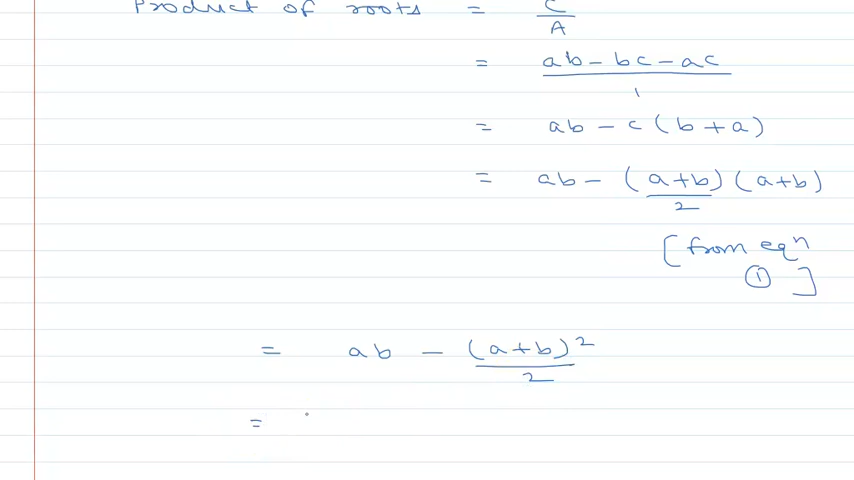 Product of roots = C/A
= ab - bc - ac / 1
= ab - c (b + a)
= ab - (a+b)/2 (a+b)
[from eqn ①]
= ab - (a+b)²/2
=